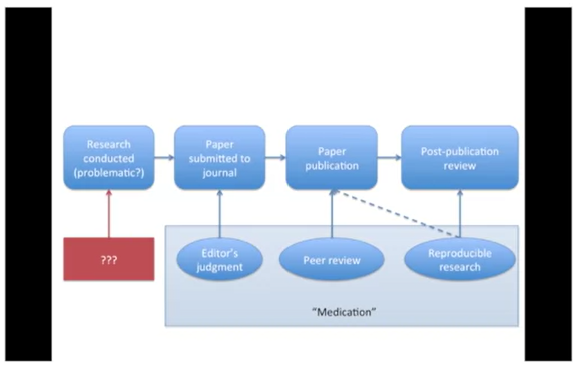 Research
conducted
(problematic?)
Paper
submitted to
journal
Paper
publication
Post-publication
review
???
Editor's
judgment
Peer review
Reproducible
research
"Medication"